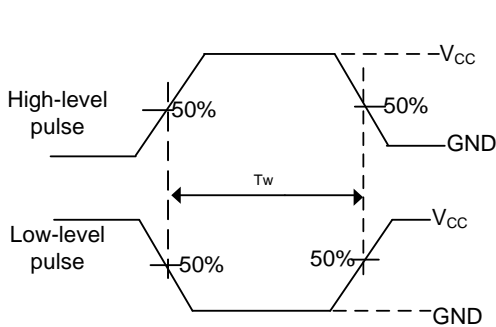 V_CC
High-level
pulse
50%
50%
GND
Tw
V_CC
Low-level
pulse
50%
50%
GND